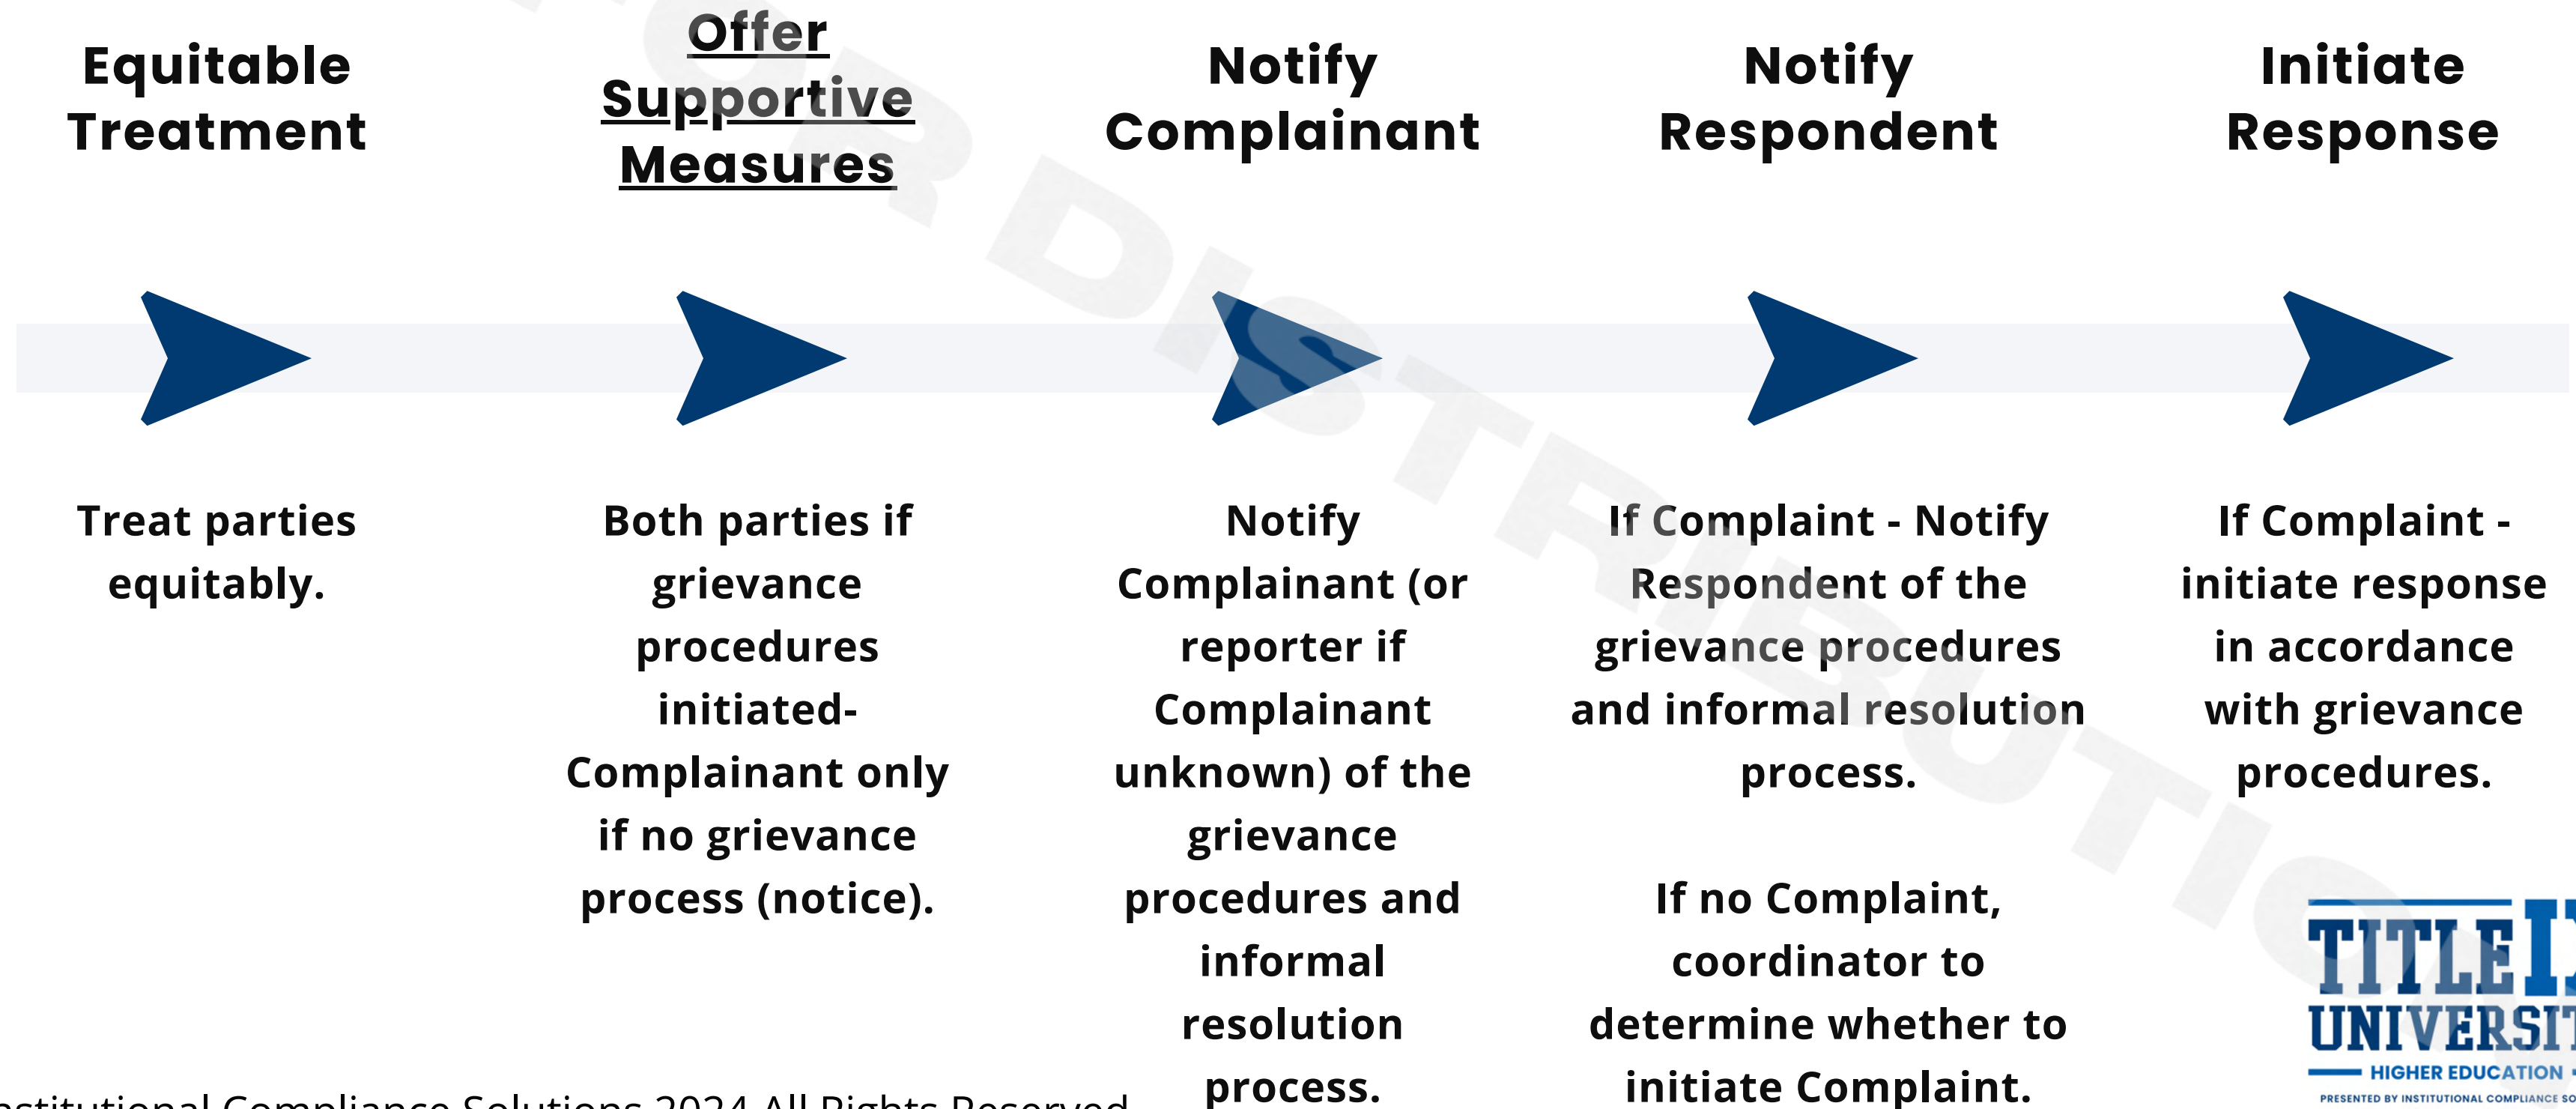 Equitable
Treatment
Treat parties
equitably.
Offer
Supportive
Measures
Both parties if
grievance
procedures
initiated-
Complainant only
if no grievance
process (notice).
Notify
Complainant
Notify
Complainant (or
reporter if
Complainant
unknown) of the
grievance
procedures and
informal
resolution
process.
Notify
Respondent
If Complaint - Notify
Respondent of the
grievance procedures
and informal resolution
process.
If no Complaint,
coordinator to
determine whether to
initiate Complaint.
Initiate
Response
If Complaint -
initiate response
in accordance
with grievance
procedures.
Compliance Solutions 2024 All Rights Reserved
TITLE
HIGHER EDUCATION
PRESENTED BY INSTITUTIONAL COMPLIANCE
DISTRIBUTION